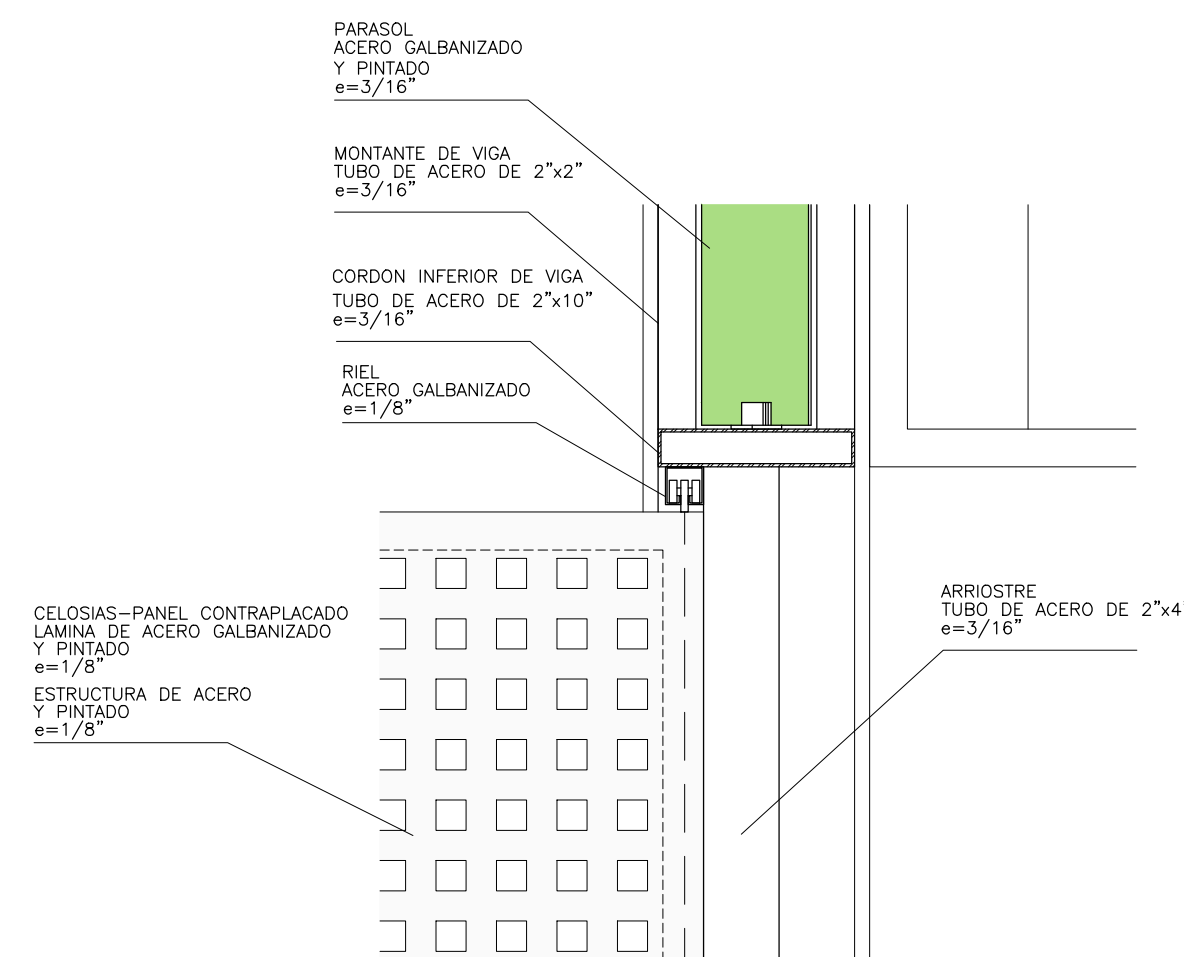 PARASOL
ACERO GALBANIZADO
Y PINTADO
e=3/16”
MONTANTE DE VIGA
TUBO DE ACERO DE 2”x2”
e=3/16”
CORDON INFERIOR DE VIGA
TUBO DE ACERO DE 2”x10”
e=3/16”
RIEL
ACERO GALBANIZADO
e=1/8”
ARRIOSTRE
TUBO DE ACERO DE 2”x4
e=3/16”
CELOSIAS-PANEL CONTRAPLACADO
LAMINA DE ACERO GALBANIZADO
Y PINTADO
e=1/8”
ESTRUCTURA DE ACERO
Y PINTADO
e=1/8”